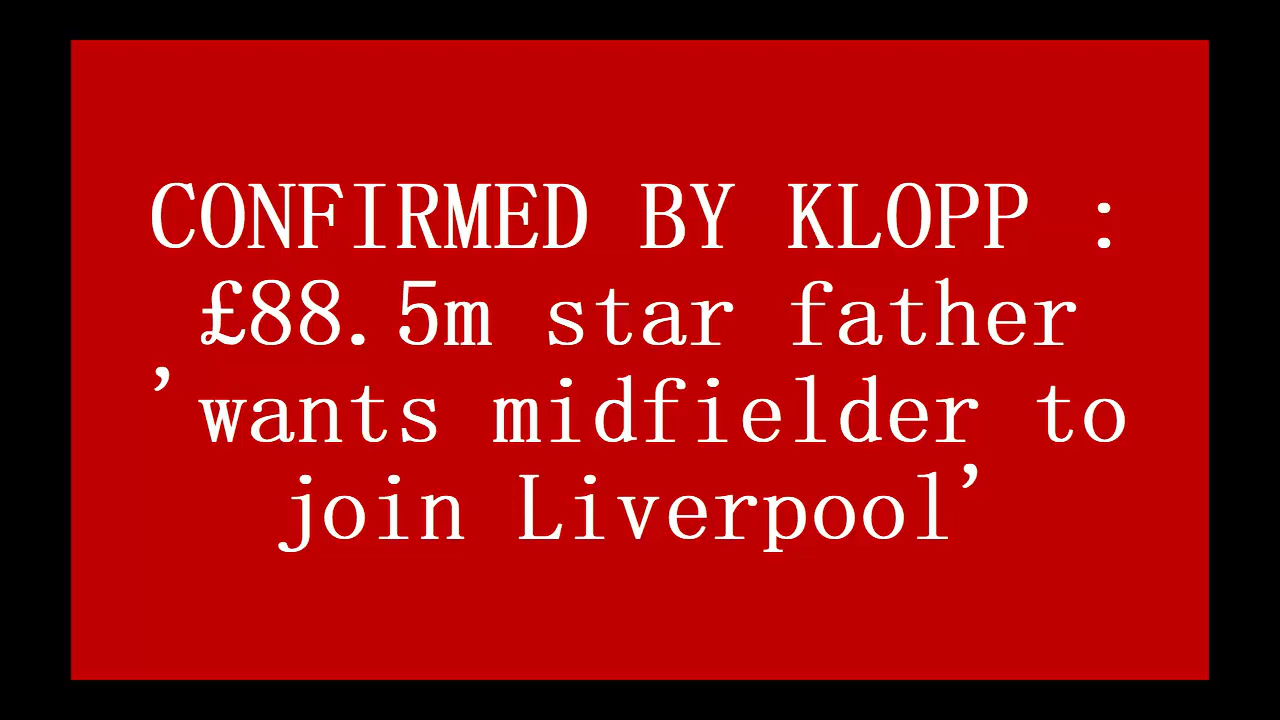 CONFIRMED BY KLOPP :
£88.5m star father
’wants midfielder to
join Liverpool’